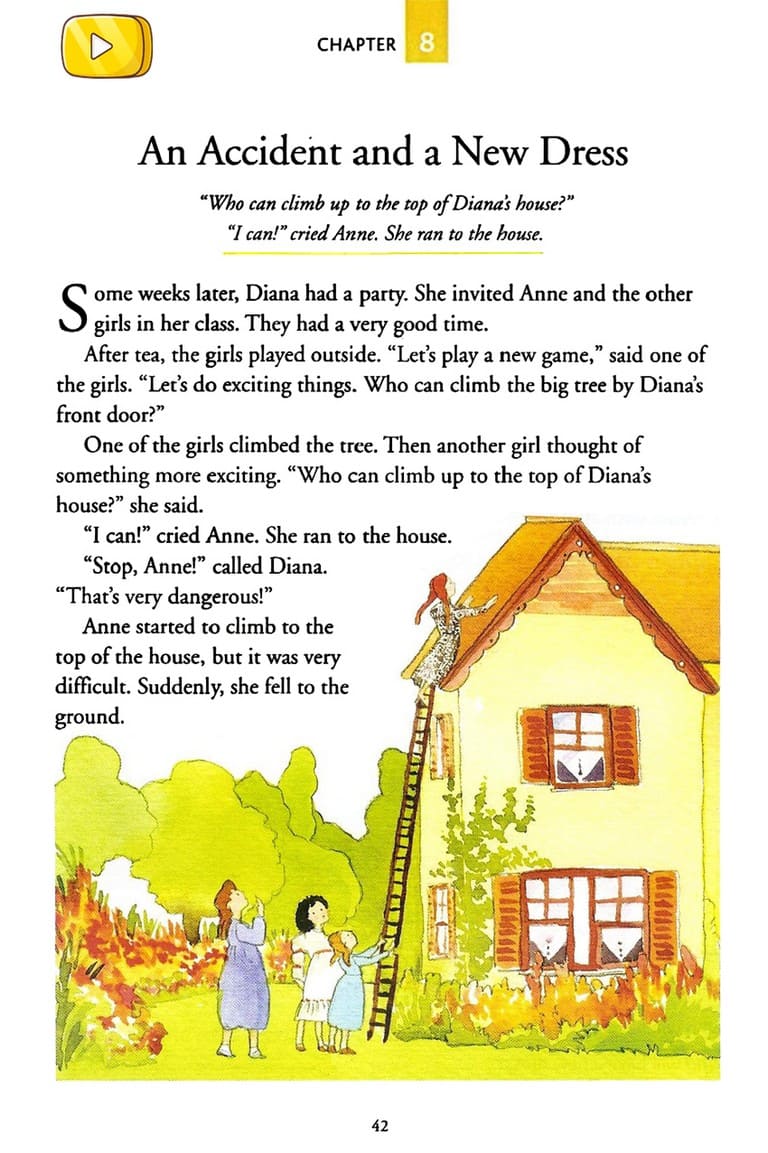 CHAPTER 8
An Accident and a New Dress
“Who can climb up to the top of Diana’s house?”
“I can!” cried Anne. She ran to the house.
Some weeks later, Diana had a party. She invited Anne and the other
girls in her class. They had a very good time.
After tea, the girls played outside. “Let’s play a new game,” said one of
the girls. “Let’s do exciting things. Who can climb the big tree by Diana’s
front door?”
One of the girls climbed the tree. Then another girl thought of
something more exciting. “Who can climb up to the top of Diana’s
house?” she said.
“I can!” cried Anne. She ran to the house.
“Stop, Anne!” called Diana.
“That’s very dangerous!”
Anne started to climb to the
top of the house, but it was very
difficult. Suddenly, she fell to the
ground.
42